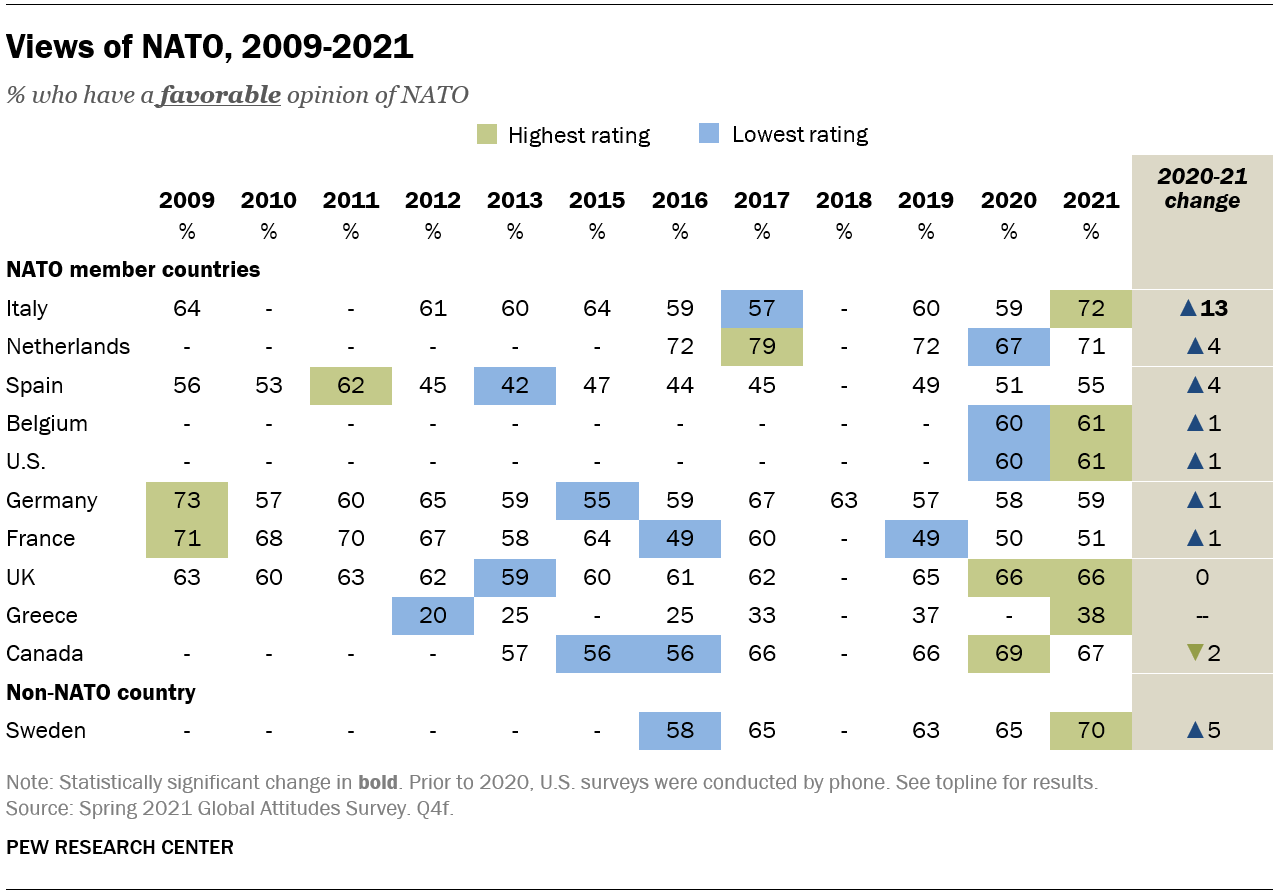 Views of NATO, 2009-2021
% who have a favorable opinion of NATO
Highest rating Lowest rating
2009 2010 2011 2012 2013 2015 2016 2017 2018 2019 2020 2021 2020-21 change
% % % % % % % % % % % %
NATO member countries
Italy 64 - - 61 60 64 59 57 - 60 59 72 ▲13
Netherlands - - - - - - 72 79 - 72 67 71 ▲4
Spain 56 53 62 45 42 47 44 45 - 49 51 55 ▲4
Belgium - - - - - - - - - - 60 61 ▲1
U.S. - - - - - - - - - - 60 61 ▲1
Germany 73 57 60 65 59 55 59 67 63 57 58 59 ▲1
France 71 68 70 67 58 64 49 60 - 49 50 51 ▲1
UK 63 60 63 62 59 60 61 62 - 65 66 66 0
Greece 20 25 - 25 33 - 37 - 38 --
Canada - - - - 57 56 56 66 - 66 69 67 ▼2
Non-NATO country
Sweden - - - - - - 58 65 - 63 65 70 ▲5
Note: Statistically significant change in bold. Prior to 2020, U.S. surveys were conducted by phone. See topline for results.
Source: Spring 2021 Global Attitudes Survey. Q4f.
PEW RESEARCH CENTER